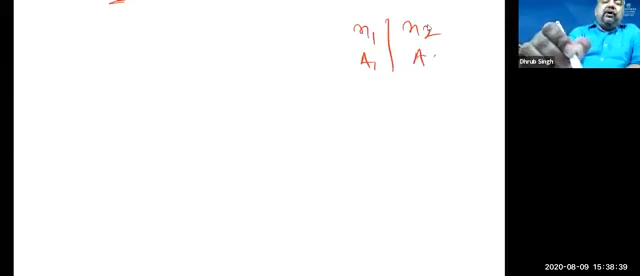 n₁ | n₂
A₁ | A
Dhrub Singh
2020-08-09 15:38:39